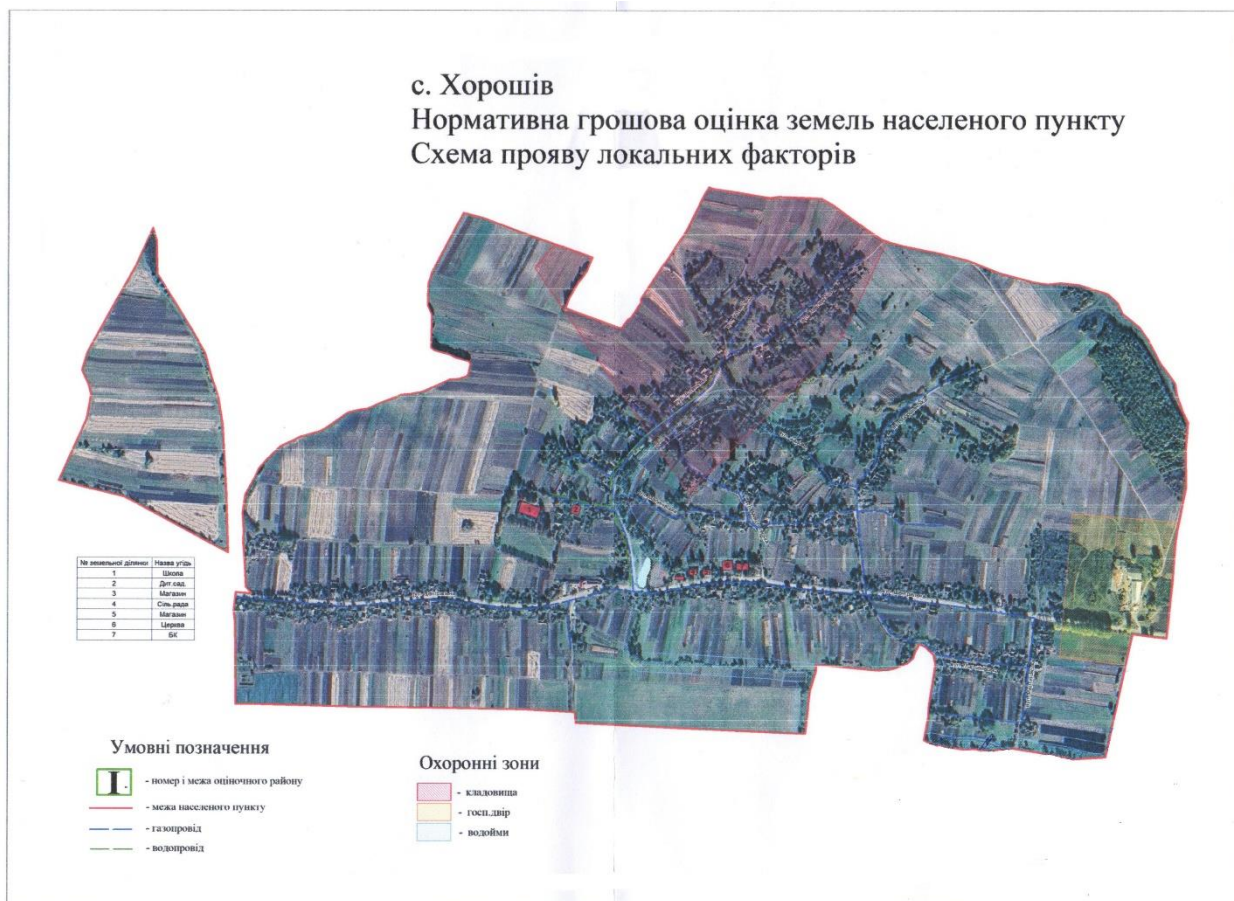 с. Хорошів
Нормативна грошова оцінка земель населеного пункту
Схема прояву локальних факторів
I
№ земельної ділянки Назва угідь
1 Школа
2 Дит.сад.
3 Магазин
4 Сіль.рада
5 Магазин
6 Церква
7 БК
Умовні позначення
I. - номер і межа оціночного району
- межа населеного пункту
- газопровід
- водопровід
Охоронні зони
- кладовища
- госп.двір
- водойми